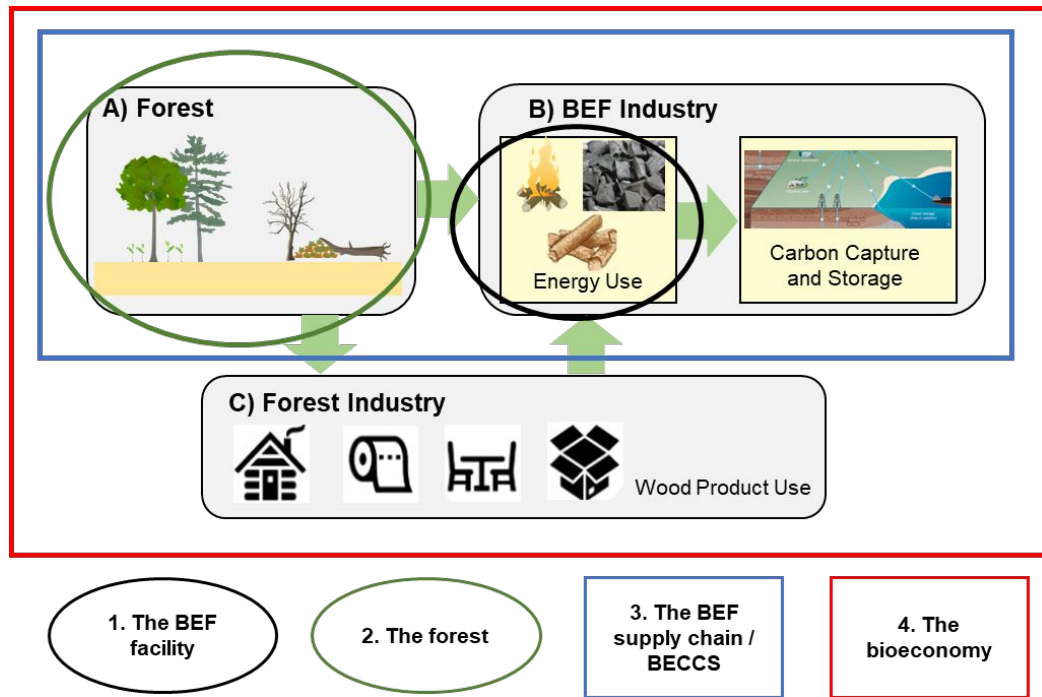 A) Forest
B) BEF Industry
Energy Use
Carbon Capture
and Storage
C) Forest Industry
Wood Product Use
1. The BEF
facility
2. The forest
3. The BEF
supply chain /
BECCS
4. The
bioeconomy